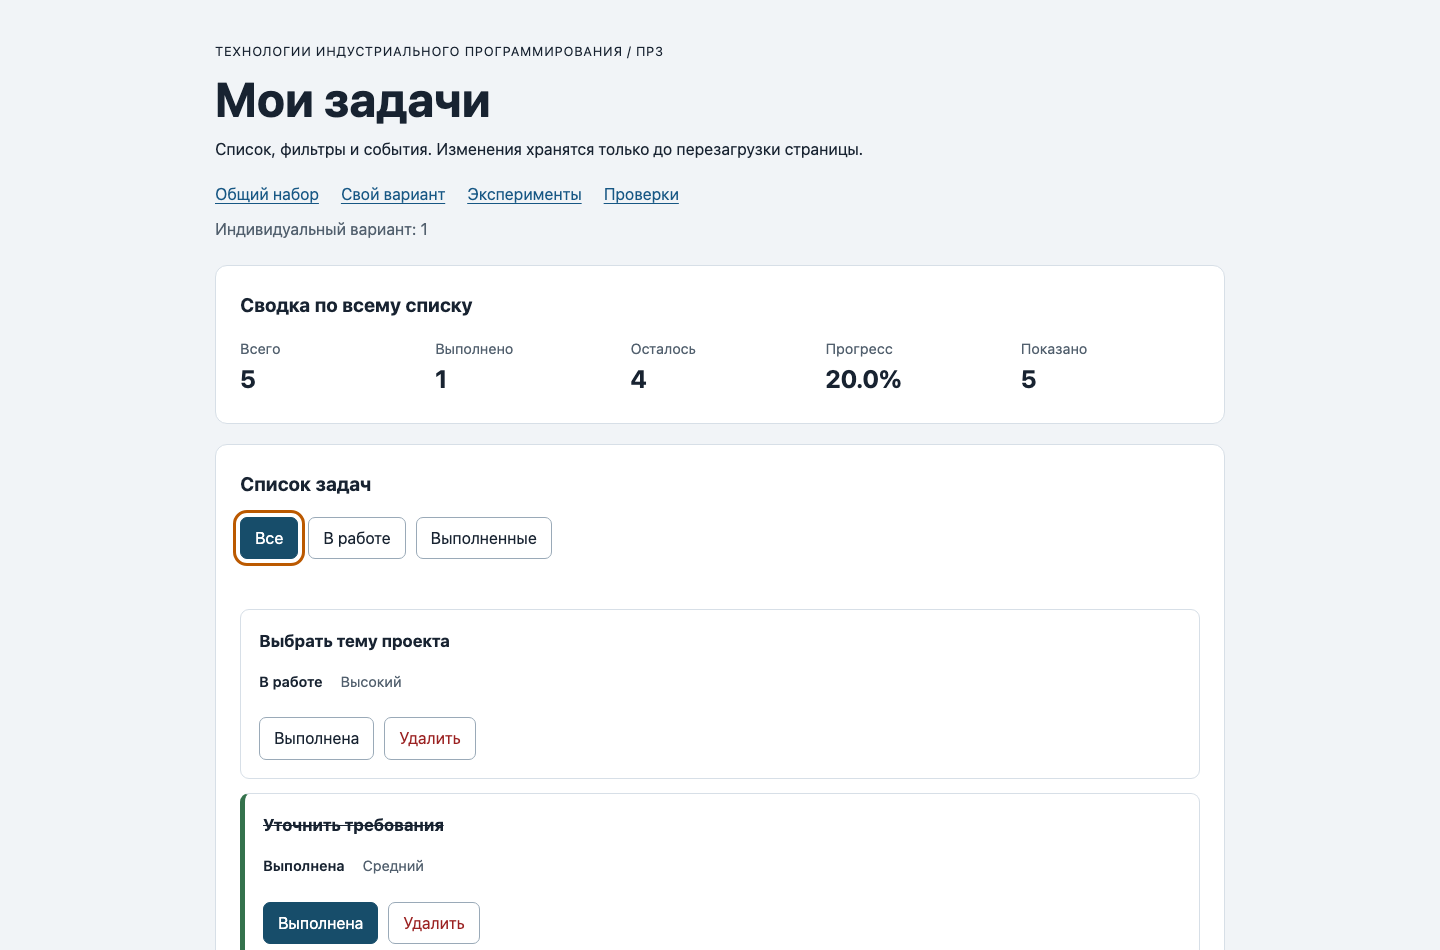 ТЕХНОЛОГИИ ИНДУСТРИАЛЬНОГО ПРОГРАММИРОВАНИЯ / ПР3
Мои задачи
Список, фильтры и события. Изменения хранятся только до перезагрузки страницы.
Общий набор Свой вариант Эксперименты Проверки
Индивидуальный вариант: 1
Сводка по всему списку
Всего Выполнено Осталось Прогресс Показано
5 1 4 20.0% 5
Список задач
Все В работе Выполненные
Выбрать тему проекта
В работе Высокий
Выполнена Удалить
Уточнить требования
Выполнена Средний
Выполнена Удалить